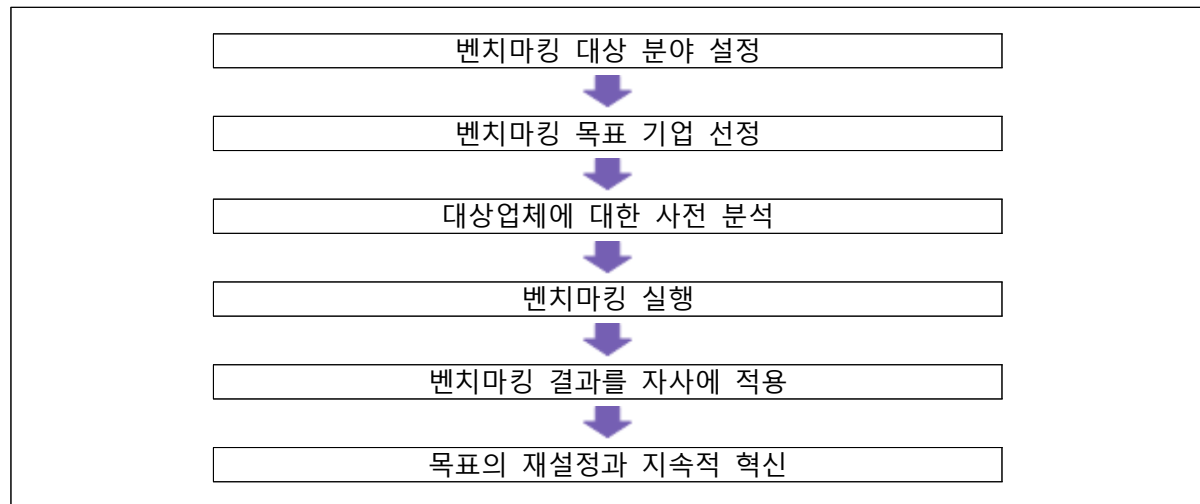 벤치마킹 대상 분야 설정
벤치마킹 목표 기업 선정
대상업체에 대한 사전 분석
벤치마킹 실행
벤치마킹 결과를 자사에 적용
목표의 재설정과 지속적 혁신